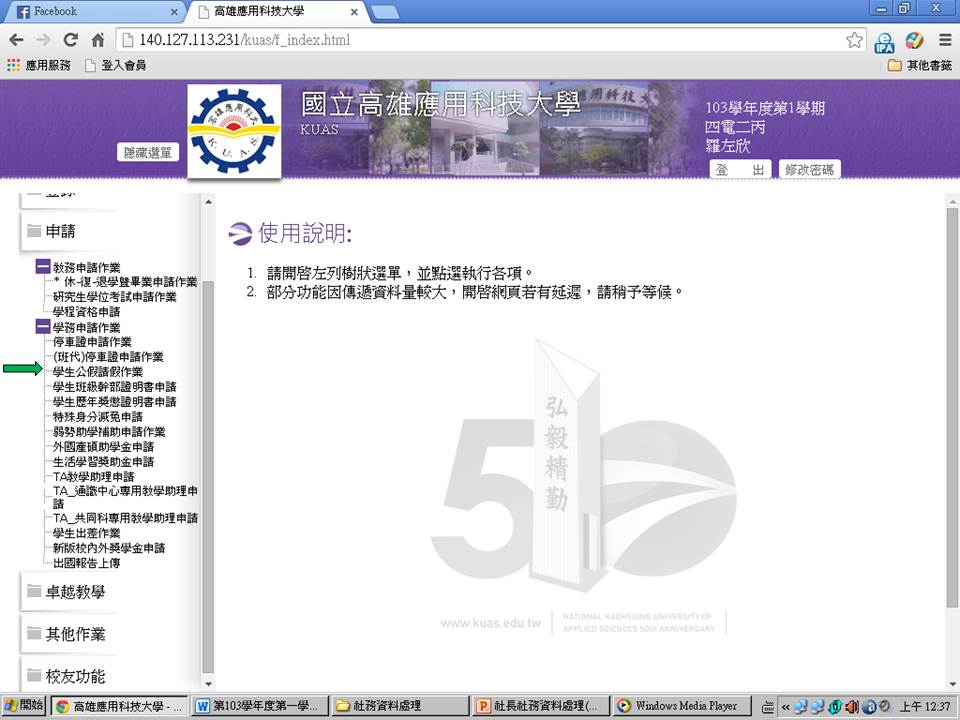 Facebook
高雄應用科技大學
140.127.113.231/kuas/f_index.html
應用服務
登入會員
其他書籤
國立高雄應用科技大學
KUAS
隱藏選單
103學年度第1學期
四電二丙
羅左欣
登 出
修改密碼
申請
教務申請作業
* 休-復-退學暨畢業申請作業
研究生學位考試申請作業
學程資格申請
學務申請作業
停車證申請作業
(班代)停車證申請作業
學生公假請假作業
學生班級幹部證明書申請
學生歷年獎懲證明書申請
特殊身分減免申請
弱勢助學補助申請作業
外國產碩助學金申請
生活學習獎助金申請
TA教學助理申請
TA_通識中心專用教學助理申
請
TA_共同科專用教學助理申請
學生出差作業
新版校內外獎學金申請
出國報告上傳
卓越教學
其他作業
校友功能
使用說明:
1. 請開啓左列樹狀選單，並點選執行各項。
2. 部分功能因傳遞資料量較大，開啓網頁若有延遲，請稍予等候。
弘毅精勤
50
www.kuas.edu.tw
NATIONAL KAOHSIUNG UNIVERSITY OF
APPLIED SCIENCES 50th ANNIVERSARY
開始
高雄應用科技大學 - ...
第103學年度第一學...
社務資料處理
社長社務資料處理(...
Windows Media Player
上午 12:37